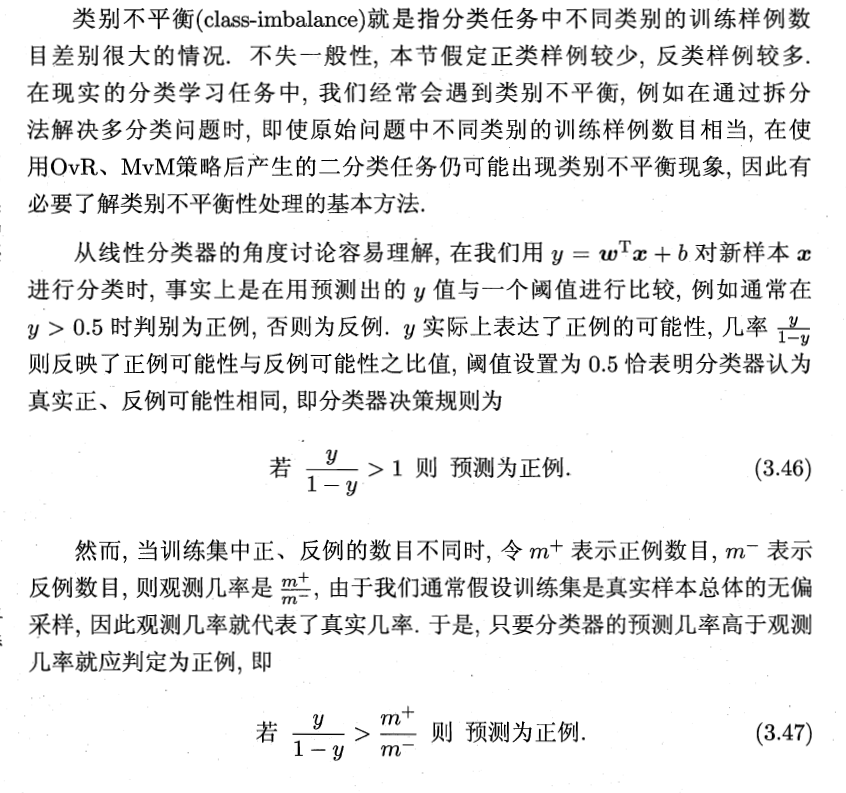 类别不平衡(class-imbalance)就是指分类任务中不同类别的训练样例数
目差别很大的情况. 不失一般性, 本节假定正类样例较少, 反类样例较多.
在现实的分类学习任务中, 我们经常会遇到类别不平衡, 例如在通过拆分
法解决多分类问题时, 即使原始问题中不同类别的训练样例数目相当, 在使
用OvR、MvM策略后产生的二分类任务仍可能出现类别不平衡现象, 因此有
必要了解类别不平衡性处理的基本方法.
从线性分类器的角度讨论容易理解, 在我们用 y = wᵀx + b 对新样本 x
进行分类时, 事实上是在用预测出的 y 值与一个阈值进行比较, 例如通常在
y > 0.5 时判别为正例, 否则为反例. y 实际上表达了正例的可能性, 几率 y/(1−y)
则反映了正例可能性与反例可能性之比值, 阈值设置为 0.5 恰表明分类器认为
真实正、反例可能性相同, 即分类器决策规则为
若 y/(1−y) > 1 则 预测为正例. (3.46)
然而, 当训练集中正、反例的数目不同时, 令 m⁺ 表示正例数目, m⁻ 表示
反例数目, 则观测几率是 m⁺/m⁻, 由于我们通常假设训练集是真实样本总体的无偏
采样, 因此观测几率就代表了真实几率. 于是, 只要分类器的预测几率高于观测
几率就应判定为正例, 即
若 y/(1−y) > m⁺/m⁻ 则 预测为正例. (3.47)